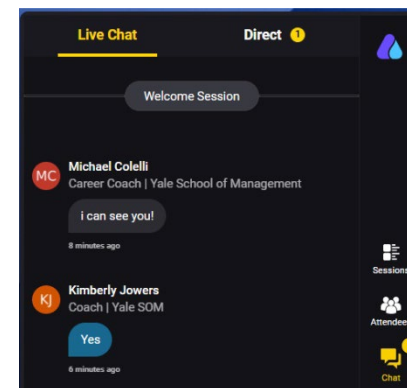 Live Chat
Direct 1
Welcome Session
MC
Michael Colelli
Career Coach | Yale School of Management
i can see you!
8 minutes ago
Sessions
KJ
Kimberly Jowers
Coach | Yale SOM
Attendee
Yes
6 minutes ago
Chat